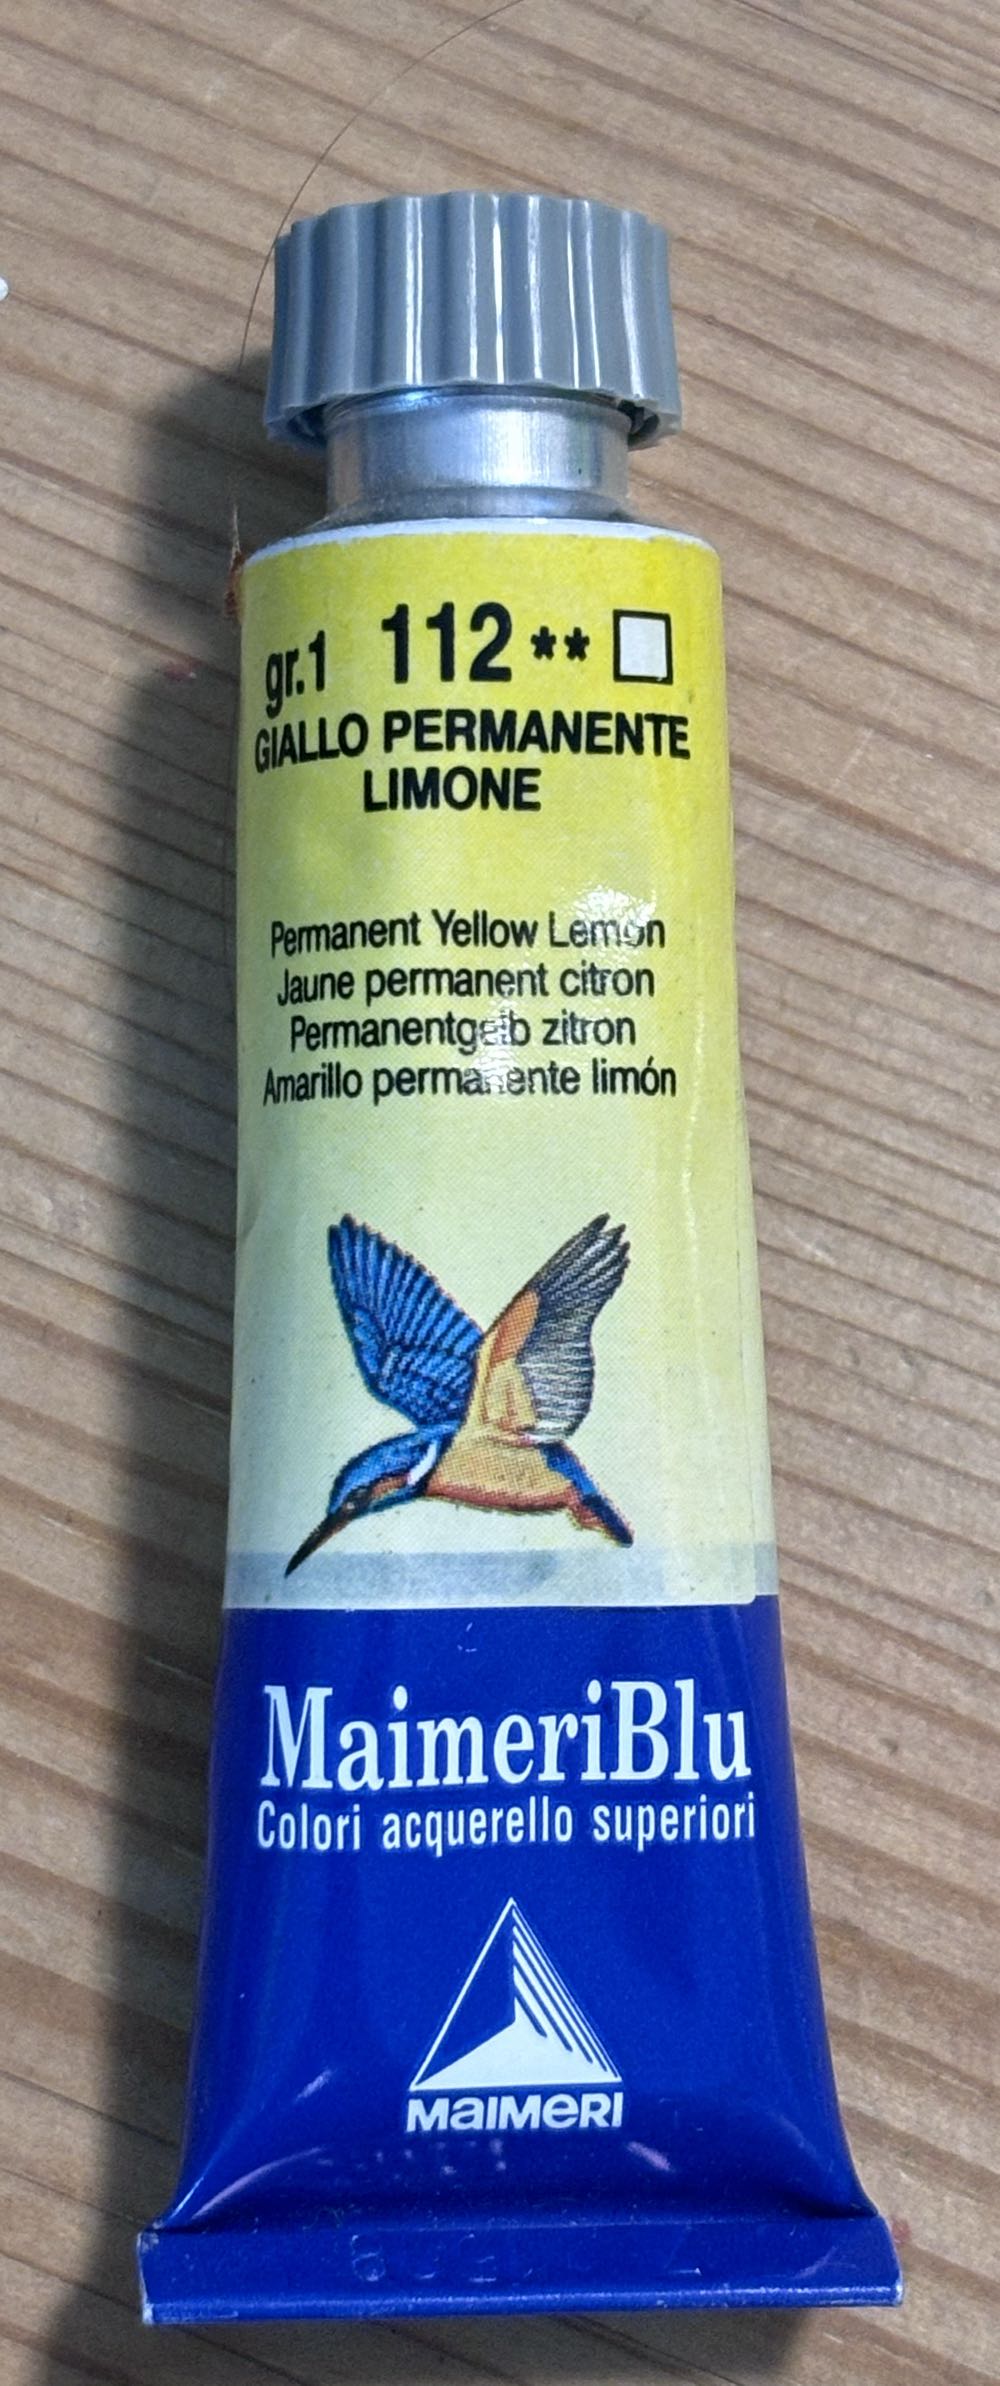 gr.1 112 **
GIALLO PERMANENTE
LIMONE
Permanent Yellow Lemon
Jaune permanent citron
Permanentgelb zitron
Amarillo permanente limón
MaimeriBlu
Colori acquerello superiori
MAIMERI